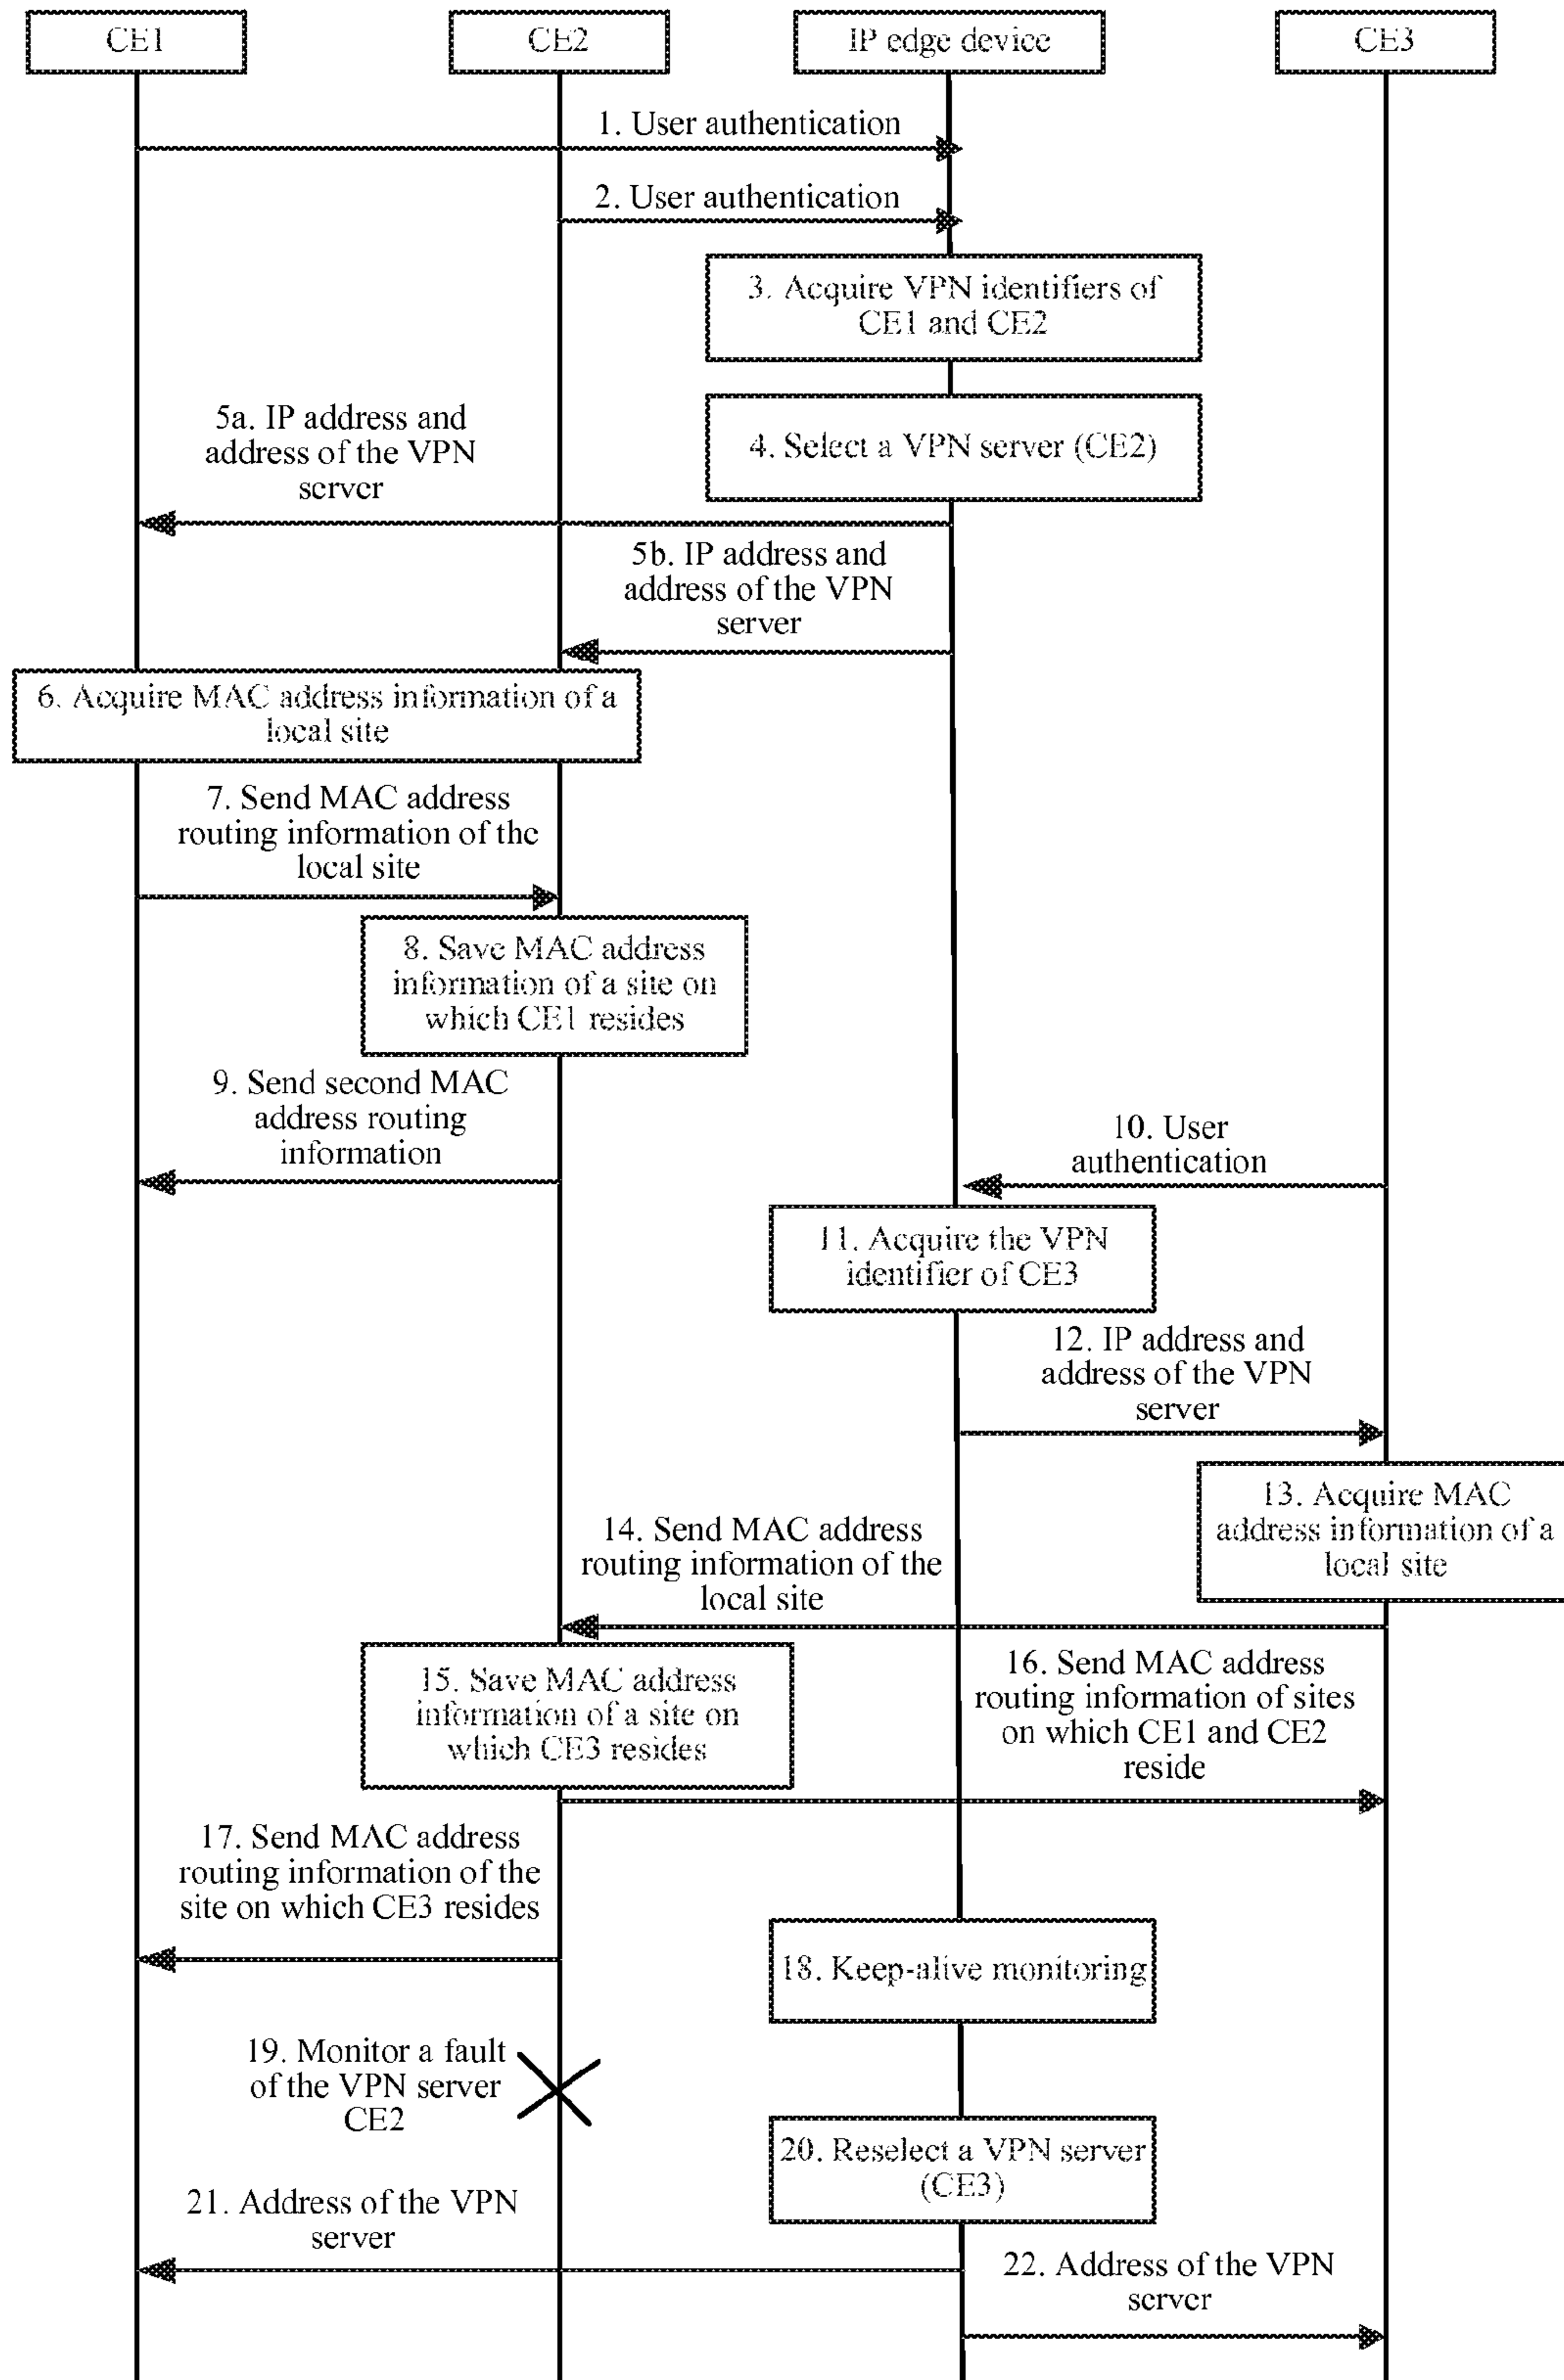 CE1
CE2
IP edge device
CE3
1. User authentication
2. User authentication
3. Acquire VPN identifiers of
CE1 and CE2
4. Select a VPN server (CE2)
5a. IP address and
address of the VPN
server
5b. IP address and
address of the VPN
server
6. Acquire MAC address information of a
local site
7. Send MAC address
routing information of the
local site
8. Save MAC address
information of a site on
which CE1 resides
9. Send second MAC
address routing
information
10. User
authentication
11. Acquire the VPN
identifier of CE3
12. IP address and
address of the VPN
server
13. Acquire MAC
address information of a
local site
14. Send MAC address
routing information of the
local site
15. Save MAC address
information of a site on
which CE3 resides
16. Send MAC address
routing information of sites
on which CE1 and CE2
reside
17. Send MAC address
routing information of the
site on which CE3 resides
18. Keep-alive monitoring
19. Monitor a fault
of the VPN server
CE2
20. Reselect a VPN server
(CE3)
21. Address of the VPN
server
22. Address of the VPN
server